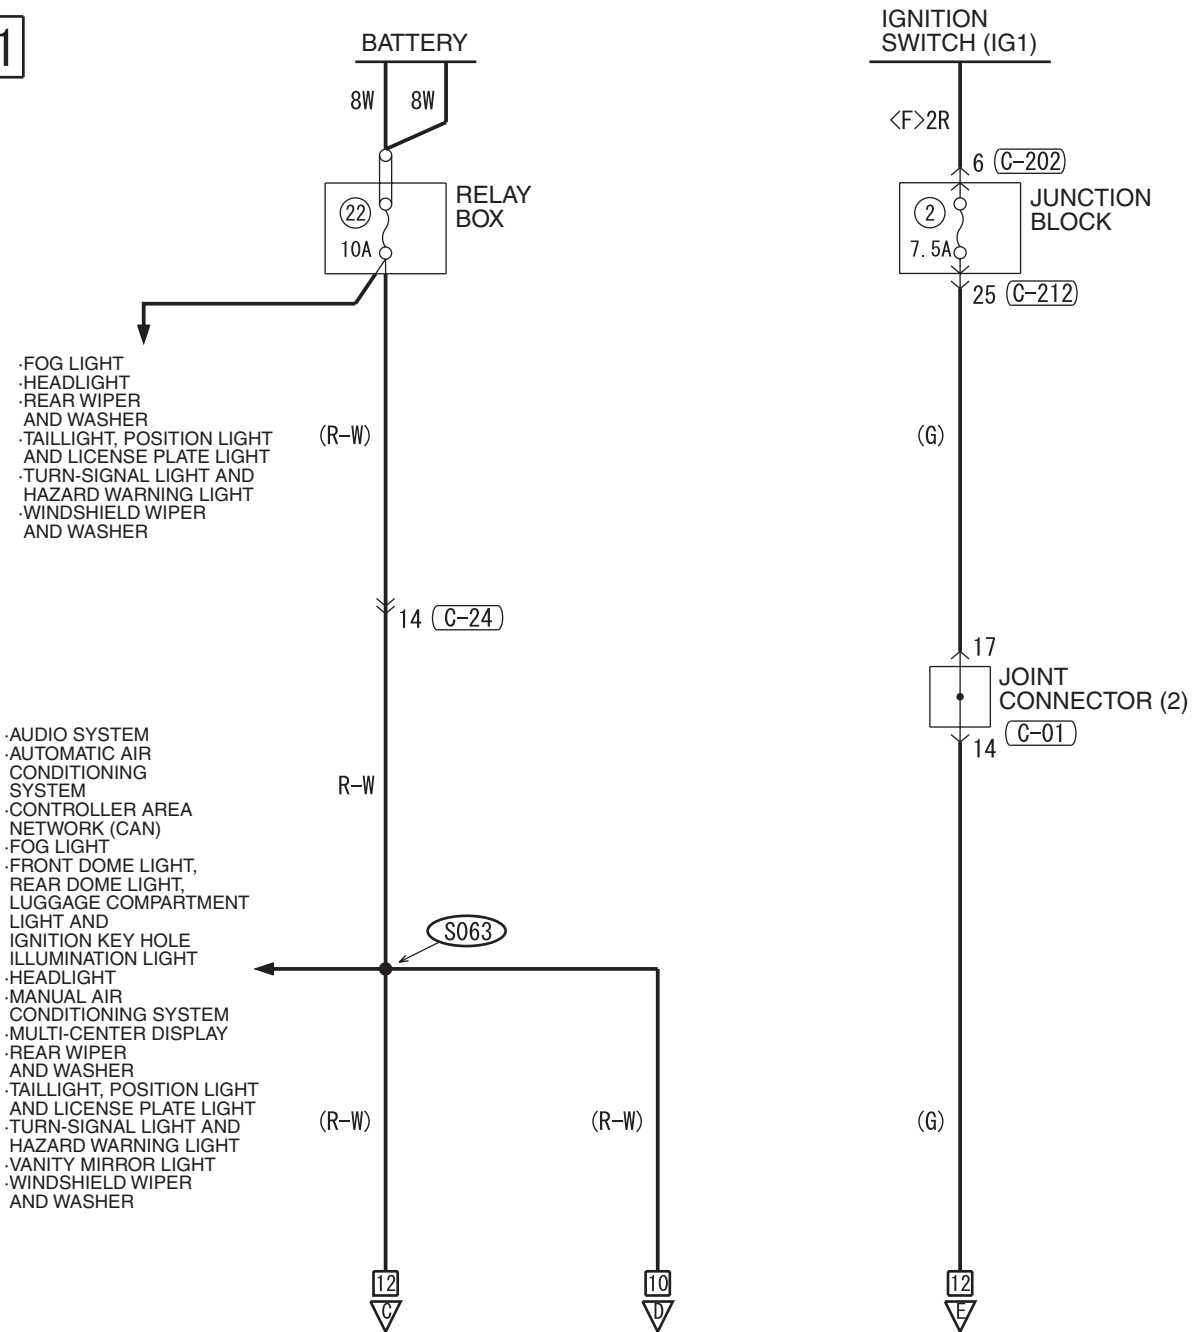 1
BATTERY
IGNITION
SWITCH (IG1)
8W
8W
<F>2R
6 (C-202)
22
10A
RELAY
BOX
2
7.5A
JUNCTION
BLOCK
25 (C-212)
·FOG LIGHT
·HEADLIGHT
·REAR WIPER
AND WASHER
·TAILLIGHT, POSITION LIGHT
AND LICENSE PLATE LIGHT
·TURN-SIGNAL LIGHT AND
HAZARD WARNING LIGHT
·WINDSHIELD WIPER
AND WASHER
(R-W)
(G)
14 (C-24)
17
JOINT
CONNECTOR (2)
(C-01)
14
·AUDIO SYSTEM
·AUTOMATIC AIR
CONDITIONING
SYSTEM
·CONTROLLER AREA
NETWORK (CAN)
·FOG LIGHT
·FRONT DOME LIGHT,
REAR DOME LIGHT,
LUGGAGE COMPARTMENT
LIGHT AND
IGNITION KEY HOLE
ILLUMINATION LIGHT
·HEADLIGHT
·MANUAL AIR
CONDITIONING SYSTEM
·MULTI-CENTER DISPLAY
·REAR WIPER
AND WASHER
·TAILLIGHT, POSITION LIGHT
AND LICENSE PLATE LIGHT
·TURN-SIGNAL LIGHT AND
HAZARD WARNING LIGHT
·VANITY MIRROR LIGHT
·WINDSHIELD WIPER
AND WASHER
R-W
S063
(R-W)
(R-W)
(G)
12
C
10
D
12
E